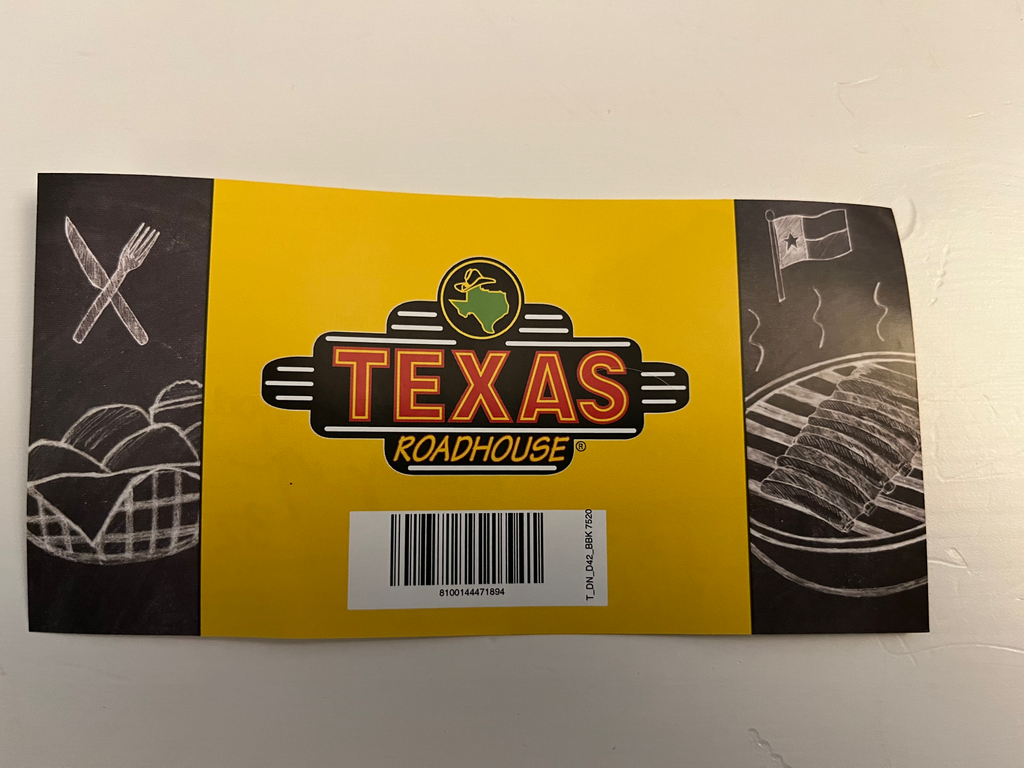 TEXAS
ROADHOUSE®
8100144471894
T_DN_D42_BBK 7520